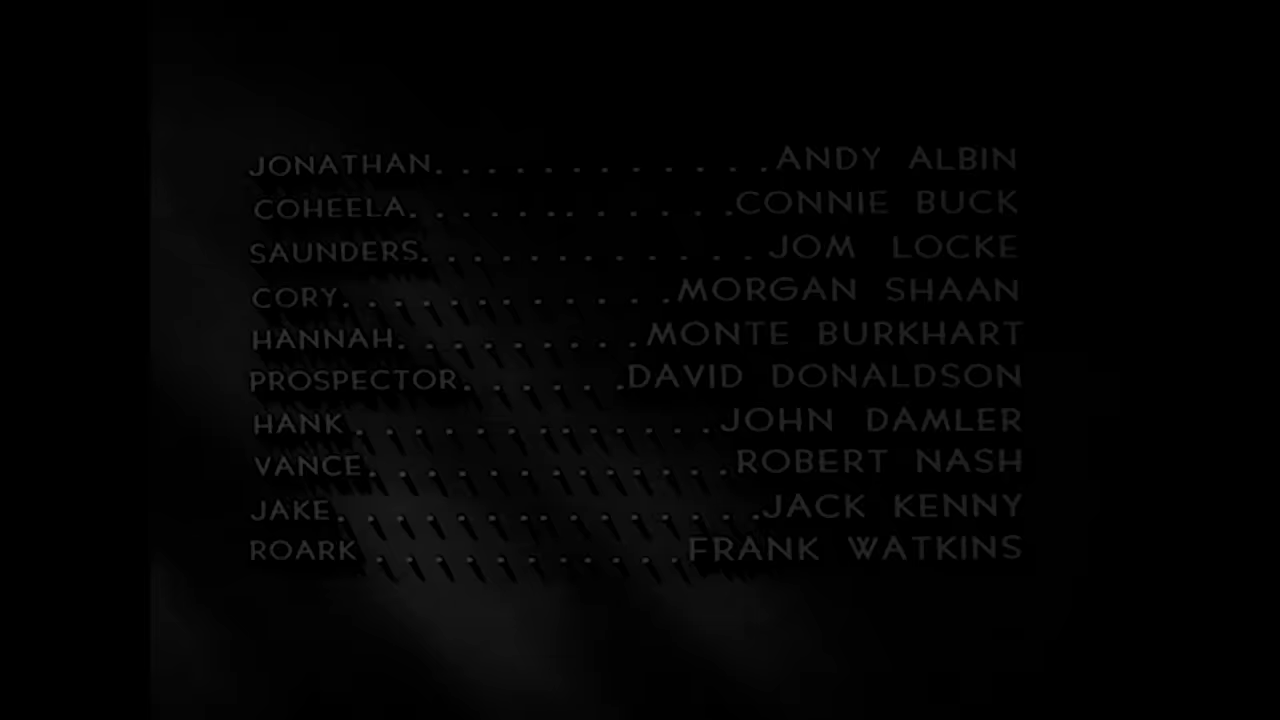 JONATHAN. . . . . . . . . . . . .ANDY ALBIN
COHEELA. . . . . . . . . . . .CONNIE BUCK
SAUNDERS. . . . . . . . . . . . .JOM LOCKE
CORY. . . . . . . . . . . . .MORGAN SHAAN
HANNAH. . . . . . . . .MONTE BURKHART
PROSPECTOR. . . . . .DAVID DONALDSON
HANK . . . . . . . . . . . . . .JOHN DAMLER
VANCE. . . . . . . . . . . . .ROBERT NASH
JAKE. . . . . . . . . . . . . . .JACK KENNY
ROARK . . . . . . . . . . .FRANK WATKINS